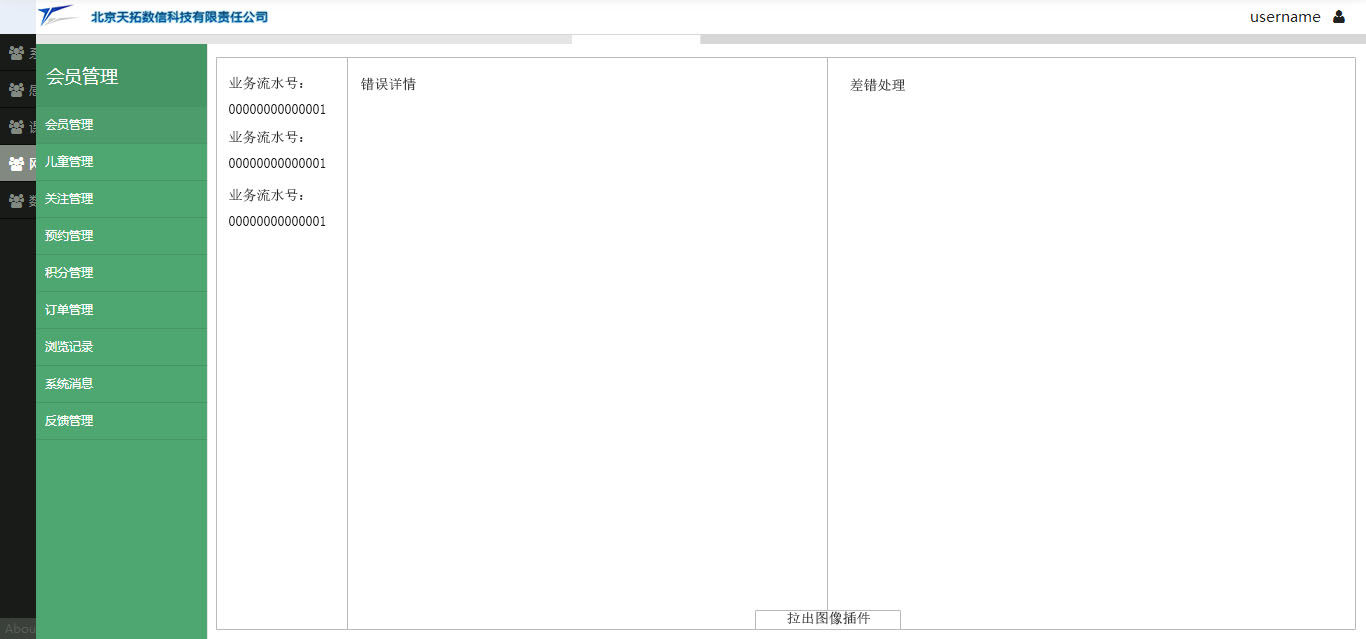 北京天拓数信科技有限责任公司
username
会员管理
会员管理
儿童管理
关注管理
预约管理
积分管理
订单管理
浏览记录
系统消息
反馈管理
业务流水号：
00000000000001
业务流水号：
00000000000001
业务流水号：
00000000000001
错误详情
差错处理
拉出图像插件
Abou